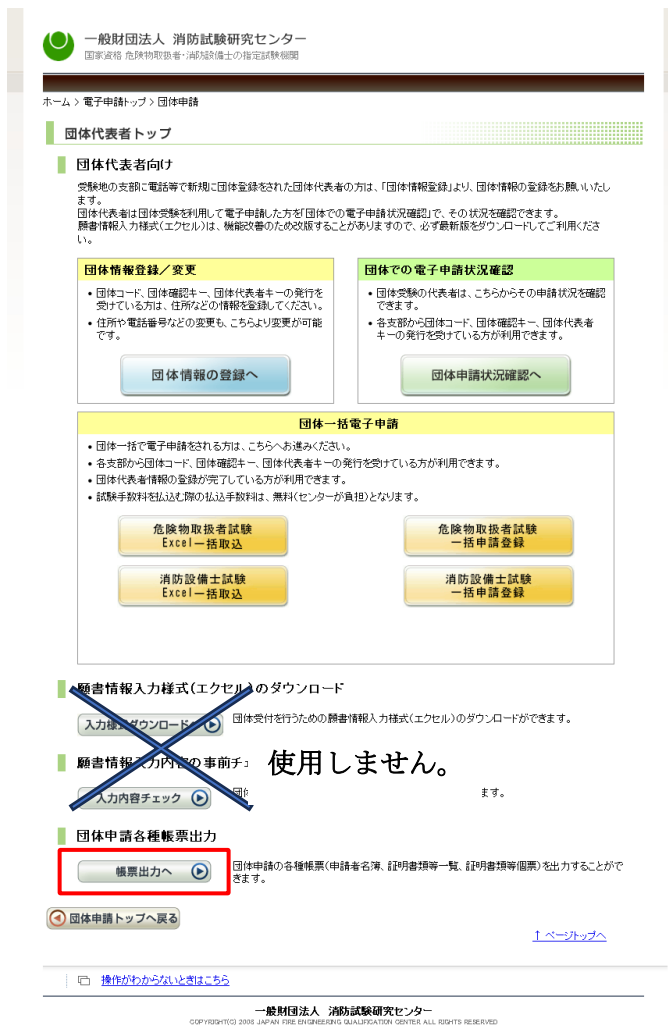 一般財団法人 消防試験研究センター
国家資格 危険物取扱者・消防設備士の指定試験機関
ホーム > 電子申請トップ > 団体申請
団体代表者トップ
団体代表者向け
受験地の支部に電話等で新規に団体登録をされた団体代表者の方は、「団体情報登録」より、団体情報の登録をお願いいたし
ます。
団体代表者は団体受験を利用して電子申請した方を「団体での電子申請状況確認」で、その状況を確認できます。
願書情報入力様式(エクセル)は、機能改善のため改版することがありますので、必ず最新版をダウンロードしてご利用くださ
い。
団体情報登録/変更
• 団体コード、団体確認キー、団体代表者キーの発行を
受けている方は、住所などの情報を登録してください。
• 住所や電話番号などの変更も、こちらより変更が可能
です。
団体情報の登録へ
団体での電子申請状況確認
• 団体受験の代表者は、こちらからその申請状況を確認
できます。
• 各支部から団体コード、団体確認キー、団体代表者
キーの発行を受けている方が利用できます。
団体申請状況確認へ
団体一括電子申請
• 団体一括で電子申請をされる方は、こちらへお進みください。
• 各支部から団体コード、団体確認キー、団体代表者キーの発行を受けている方が利用できます。
• 団体代表者情報の登録が完了している方が利用できます。
• 試験手数料を払込む際の払込手数料は、無料(センターが負担)となります。
危険物取扱者試験
Excel一括取込
危険物取扱者試験
一括申請登録
消防設備士試験
Excel一括取込
消防設備士試験
一括申請登録
願書情報入力様式(エクセル)のダウンロード
入力様式ダウンロードへ
団体受付を行うための願書情報入力様式(エクセル)のダウンロードができます。
願書情報入力内容の事前チェ
使用しません。
入力内容チェック
団体
ます。
団体申請各種帳票出力
帳票出力へ
団体申請の各種帳票(申請者名簿、証明書類等一覧、証明書類等個票)を出力することがで
きます。
団体申請トップへ戻る
↑ ページトップへ
操作がわからないときはこちら
一般財団法人 消防試験研究センター
COPYRIGHT(C) 2008 JAPAN FIRE ENGINEERING QUALIFICATION CENTER ALL RIGHTS RESERVED